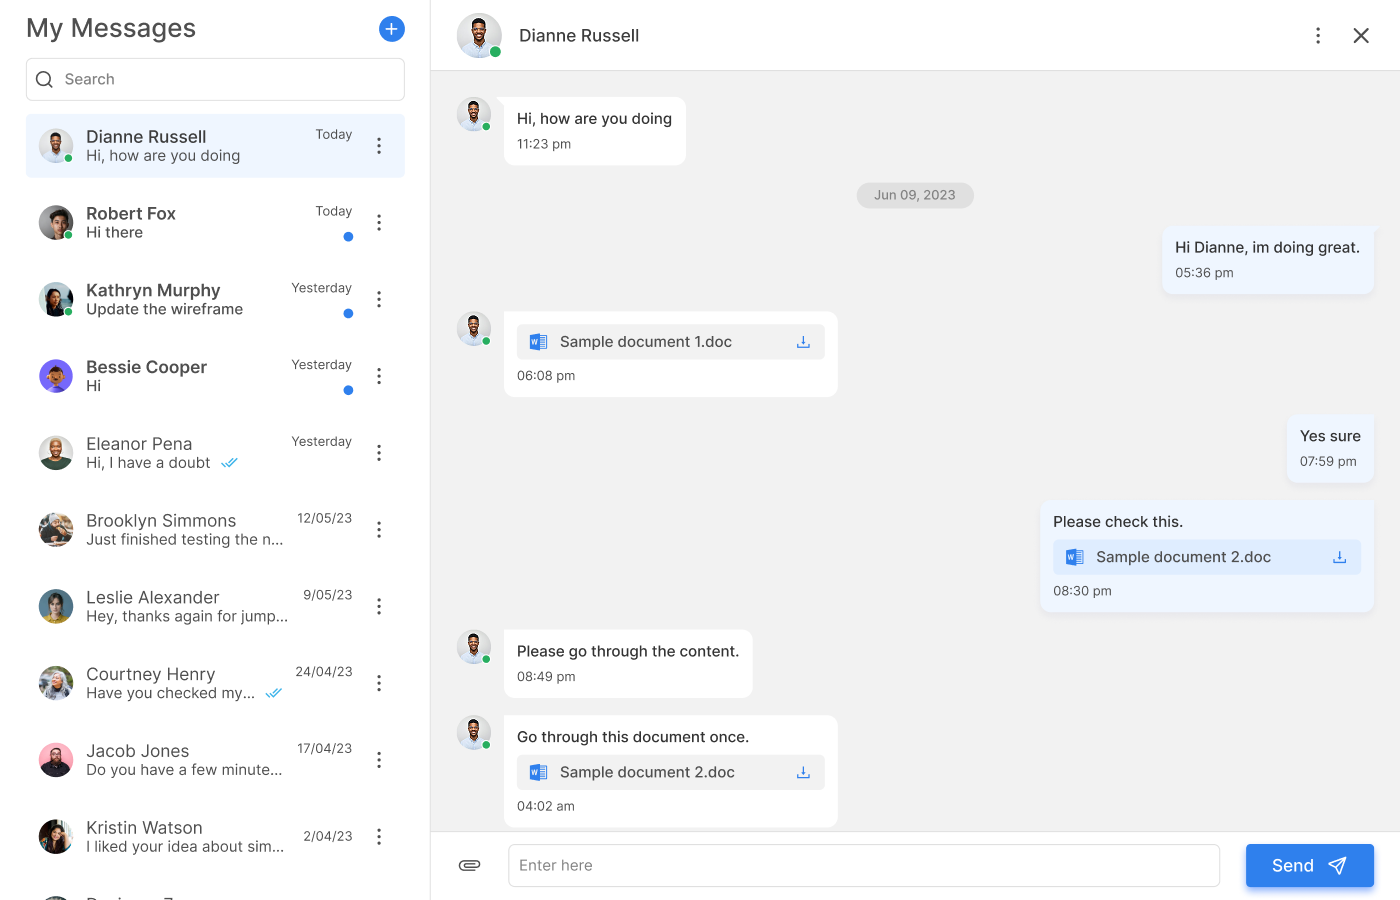 My Messages
Search
Dianne Russell
Today
Hi, how are you doing
Robert Fox
Today
Hi there
Kathryn Murphy
Yesterday
Update the wireframe
Bessie Cooper
Yesterday
Hi
Eleanor Pena
Yesterday
Hi, I have a doubt
Brooklyn Simmons
12/05/23
Just finished testing the n...
Leslie Alexander
9/05/23
Hey, thanks again for jump...
Courtney Henry
24/04/23
Have you checked my...
Jacob Jones
17/04/23
Do you have a few minute...
Kristin Watson
2/04/23
I liked your idea about sim...
Dianne Russell
Hi, how are you doing
11:23 pm
Jun 09, 2023
Hi Dianne, im doing great.
05:36 pm
W Sample document 1.doc
06:08 pm
Yes sure
07:59 pm
Please check this.
W Sample document 2.doc
08:30 pm
Please go through the content.
08:49 pm
Go through this document once.
W Sample document 2.doc
04:02 am
Enter here
Send